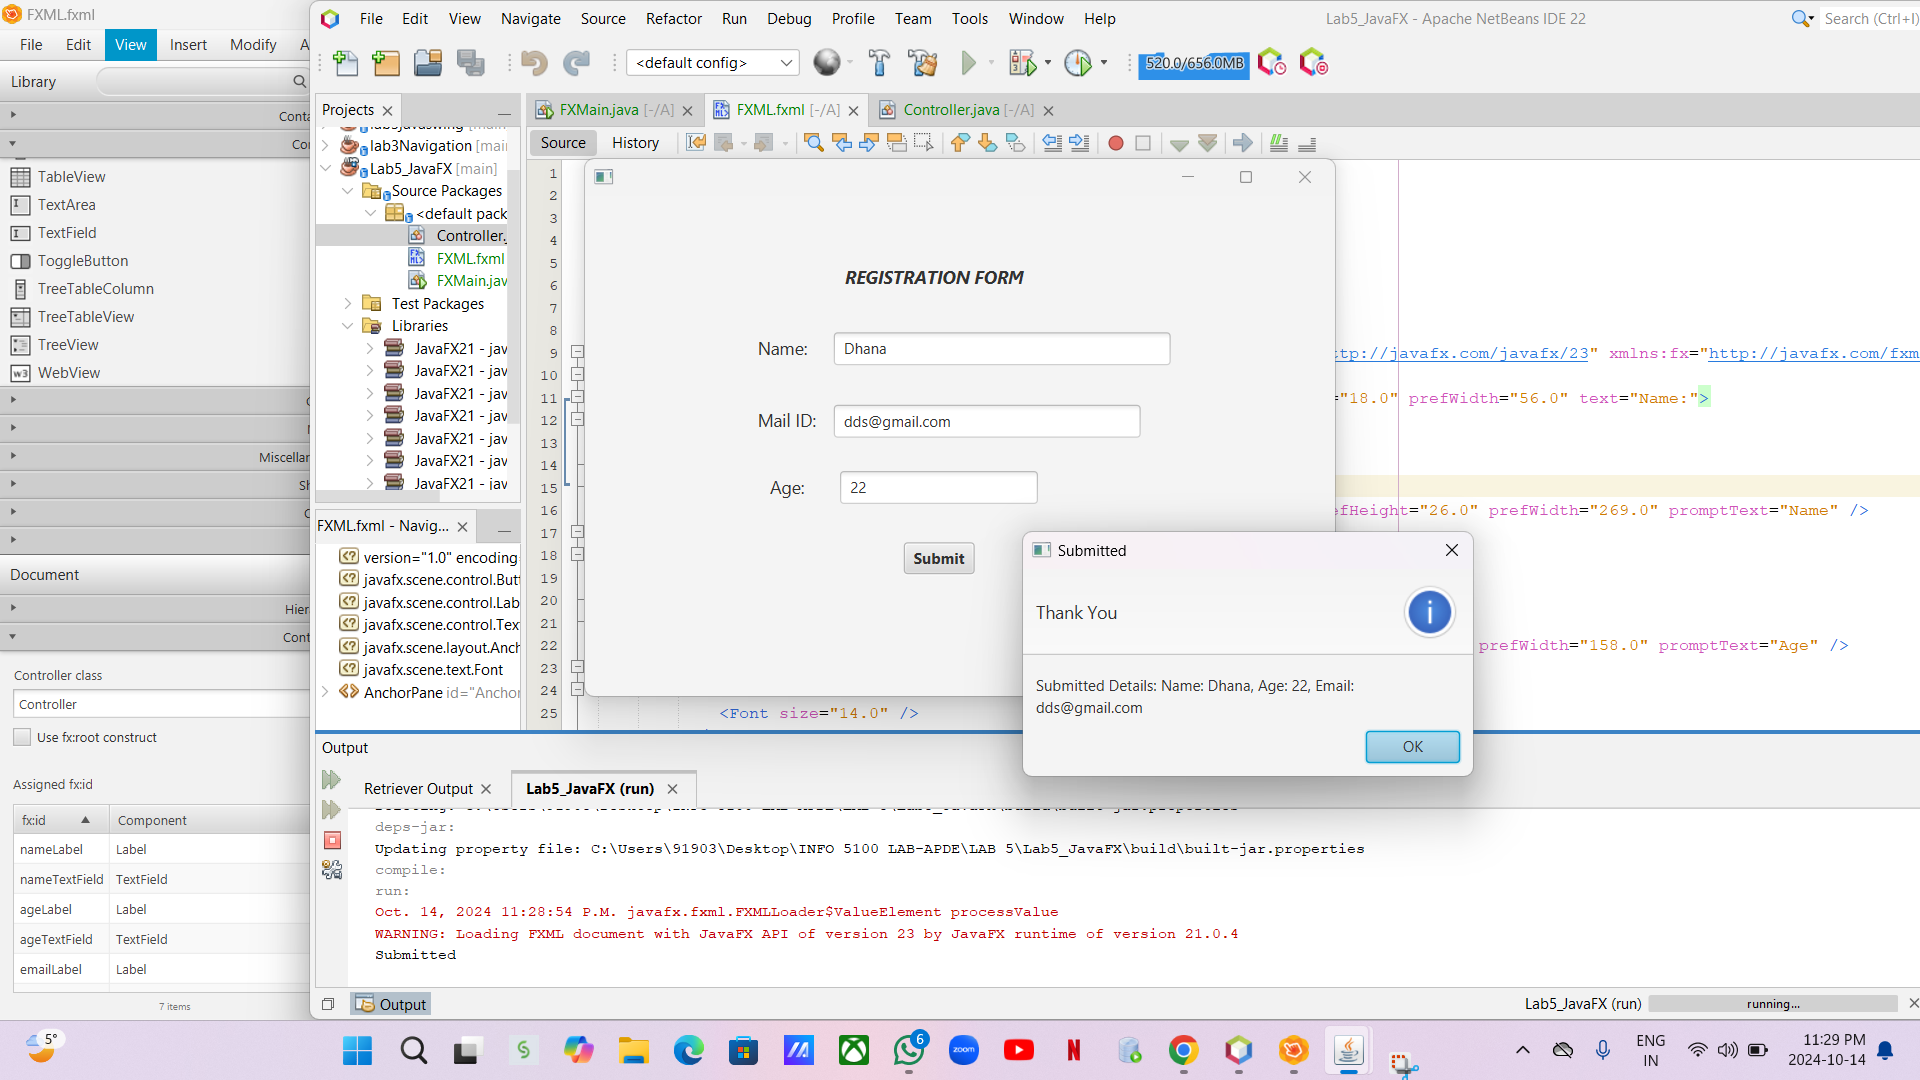 FXML.fxml
File Edit View Insert Modify A
Library
Conta
Cor
TableView
TextArea
TextField
ToggleButton
TreeTableColumn
TreeTableView
TreeView
WebView
Miscellar
Sh
Document
Hier
Cont
Controller class
Controller
Use fx:root construct
Assigned fx:id
fx:id Component
nameLabel Label
nameTextField TextField
ageLabel Label
ageTextField TextField
emailLabel Label
7 items
File Edit View Navigate Source Refactor Run Debug Profile Team Tools Window Help
Lab5_JavaFX - Apache NetBeans IDE 22
Search (Ctrl+I)
<default config>
520.0/656.0MB
Projects
lab5javaswing [main
lab3Navigation [mai
Lab5_JavaFX [main]
Source Packages
<default pack
Controller.j
FXML.fxml
FXMain.jav
Test Packages
Libraries
JavaFX21 - jav
JavaFX21 - jav
JavaFX21 - jav
JavaFX21 - jav
JavaFX21 - jav
JavaFX21 - jav
JavaFX21 - jav
FXML.fxml - Navig...
version="1.0" encoding
javafx.scene.control.But
javafx.scene.control.Lab
javafx.scene.control.Tex
javafx.scene.layout.Anch
javafx.scene.text.Font
AnchorPane id="Anchor
FXMain.java [-/A]
FXML.fxml [-/A]
Controller.java [-/A]
Source History
1
2
3
4
5
6
7
8
9
10
11
12
13
14
15
16
17
18
19
20
21
22
23
24
25
tp://javafx.com/javafx/23" xmlns:fx="http://javafx.com/fxm
="18.0" prefWidth="56.0" text="Name:">
efHeight="26.0" prefWidth="269.0" promptText="Name" />
prefWidth="158.0" promptText="Age" />
<Font size="14.0" />
REGISTRATION FORM
Name: Dhana
Mail ID: dds@gmail.com
Age: 22
Submit
Submitted
Thank You
i
Submitted Details: Name: Dhana, Age: 22, Email:
dds@gmail.com
OK
Output
Retriever Output
Lab5_JavaFX (run)
deps-jar:
Updating property file: C:\Users\91903\Desktop\INFO 5100 LAB-APDE\LAB 5\Lab5_JavaFX\build\built-jar.properties
compile:
run:
Oct. 14, 2024 11:28:54 P.M. javafx.fxml.FXMLLoader$ValueElement processValue
WARNING: Loading FXML document with JavaFX API of version 23 by JavaFX runtime of version 21.0.4
Submitted
Output
Lab5_JavaFX (run) running...
5°
6
zoom
ENG
IN
11:29 PM
2024-10-14